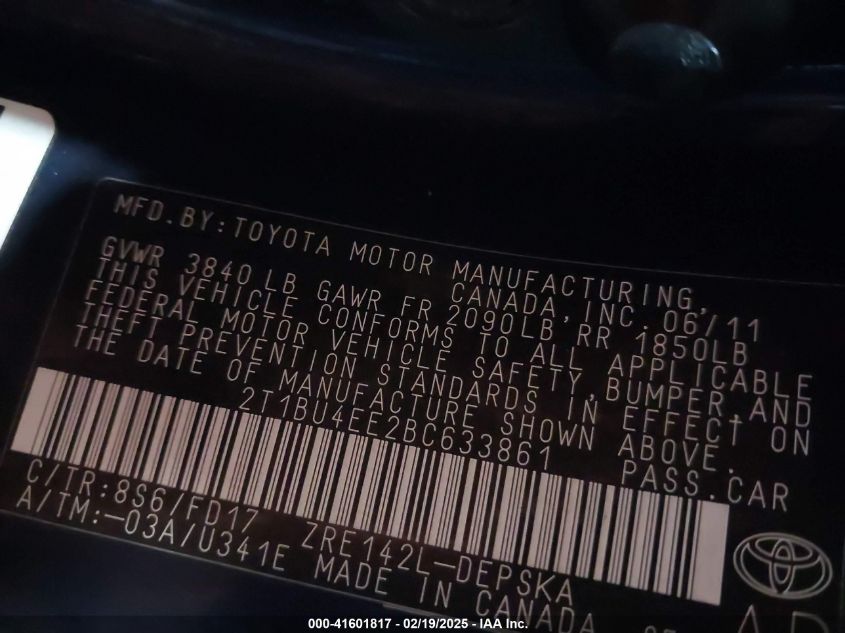 MFD.BY:TOYOTA MOTOR MANUFACTURING,
CANADA,INC. 06/11
GVWR 3840LB GAWR FR 2090LB RR 1850LB
THIS VEHICLE CONFORMS TO ALL APPLICABLE
FEDERAL MOTOR VEHICLE SAFETY,BUMPER,AND
THEFT PREVENTION STANDARDS IN EFFECT ON
THE DATE OF MANUFACTURE SHOWN ABOVE.
2T1BU4EE2BC633861 PASS.CAR
C/TR:8S6/FD17 ZRE142L-DEPSKA
A/TM:-03A/U341E MADE IN CANADA
000-41601817 - 02/19/2025 - IAA Inc.